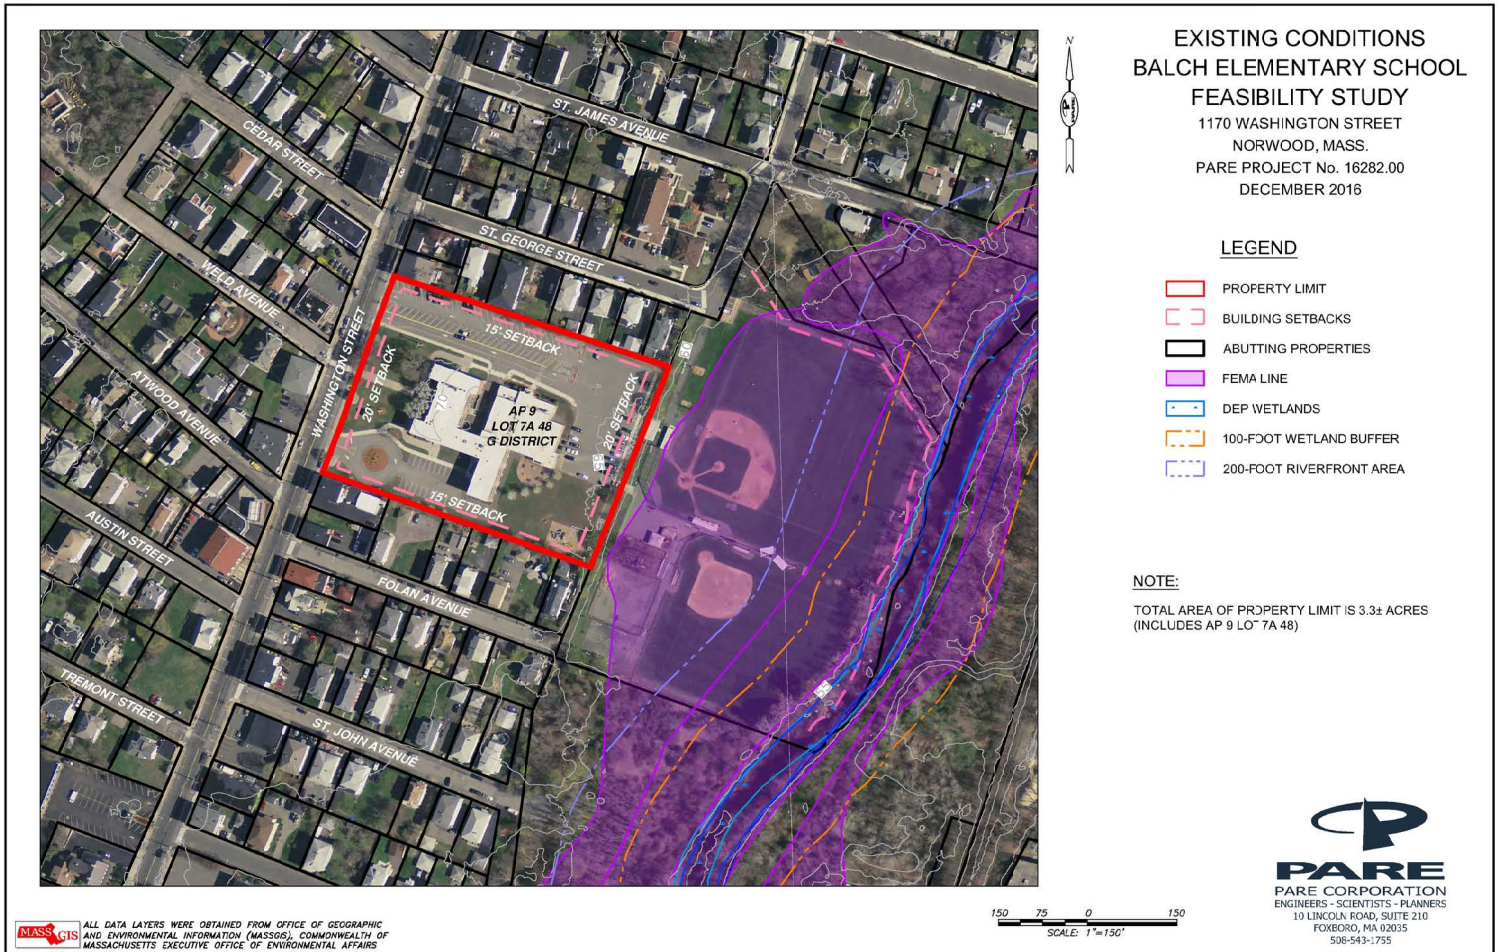 EXISTING CONDITIONS
BALCH ELEMENTARY SCHOOL
FEASIBILITY STUDY
1170 WASHINGTON STREET
NORWOOD, MASS.
PARE PROJECT No. 16282.00
DECEMBER 2016
N
PARE
LEGEND
PROPERTY LIMIT
BUILDING SETBACKS
ABUTTING PROPERTIES
FEMA LINE
DEP WETLANDS
100-FOOT WETLAND BUFFER
200-FOOT RIVERFRONT AREA
NOTE:
TOTAL AREA OF PROPERTY LIMIT IS 3.3± ACRES
(INCLUDES AP 9 LOT 7A 48)
ST. JAMES AVENUE
CEDAR STREET
ST. GEORGE STREET
WELD AVENUE
WASHINGTON STREET
15' SETBACK
20' SETBACK
70
AP 9
LOT 7A 48
G DISTRICT
20' SETBACK
15' SETBACK
ATWOOD AVENUE
AUSTIN STREET
FOLAN AVENUE
TREMONT STREET
ST. JOHN AVENUE
PARE
PARE CORPORATION
ENGINEERS - SCIENTISTS - PLANNERS
10 LINCOLN ROAD, SUITE 210
FOXBORO, MA 02035
508-543-1755
150 75 0 150
SCALE: 1"=150'
MASS GIS
ALL DATA LAYERS WERE OBTAINED FROM OFFICE OF GEOGRAPHIC
AND ENVIRONMENTAL INFORMATION (MASSGIS), COMMONWEALTH OF
MASSACHUSETTS EXECUTIVE OFFICE OF ENVIRONMENTAL AFFAIRS